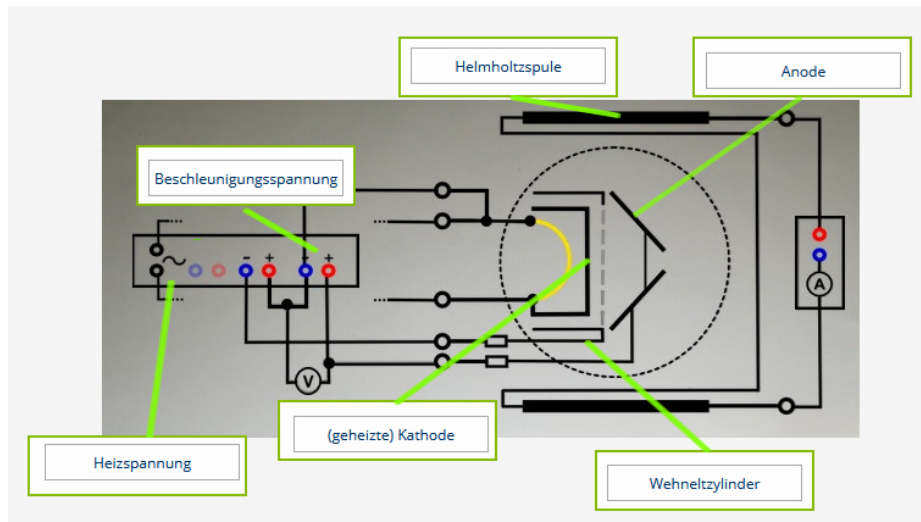 Helmholtzspule
Anode
Beschleunigungsspannung
- + - +
V
A
(geheizte) Kathode
Heizspannung
Wehneltzylinder